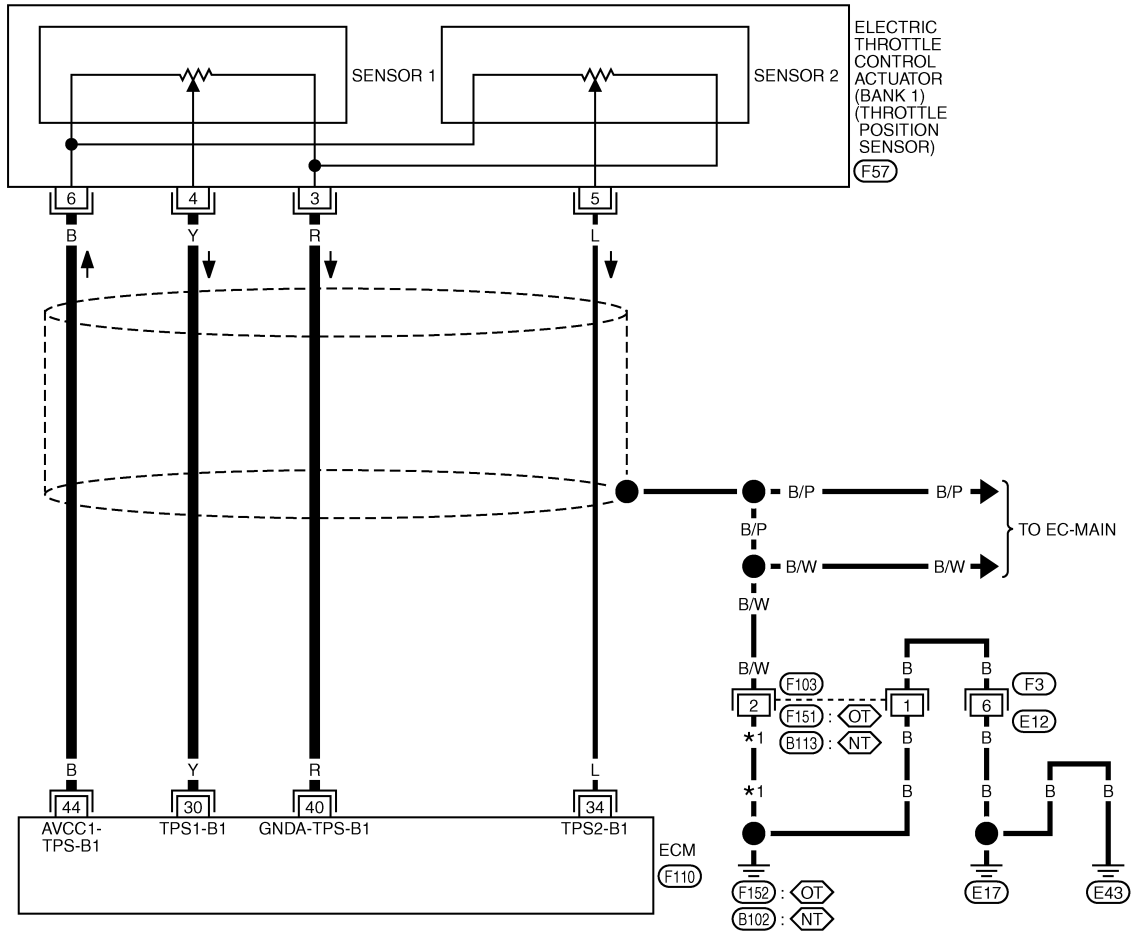 ELECTRIC
THROTTLE
CONTROL
ACTUATOR
(BANK 1)
(THROTTLE
POSITION
SENSOR)
F57
SENSOR 1
SENSOR 2
6
4
3
5
B
Y
R
L
B/P
B/P
TO EC-MAIN
B/P
B/W
B/W
B/W
B/W
B
B
F103
F3
2
1
6
F151 : OT
E12
*1
B113 : NT
B
B
B
Y
R
L
*1
B
B
B
B
44
30
40
34
AVCC1-
TPS-B1
TPS1-B1
GNDA-TPS-B1
TPS2-B1
ECM
F110
F152 : OT
E17
E43
B102 : NT